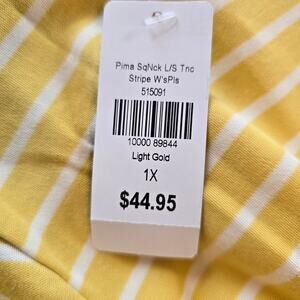 Pima SqNck L/S Tnc
Stripe W'sPls
515091
10000 89844
Light Gold
1X
$44.95